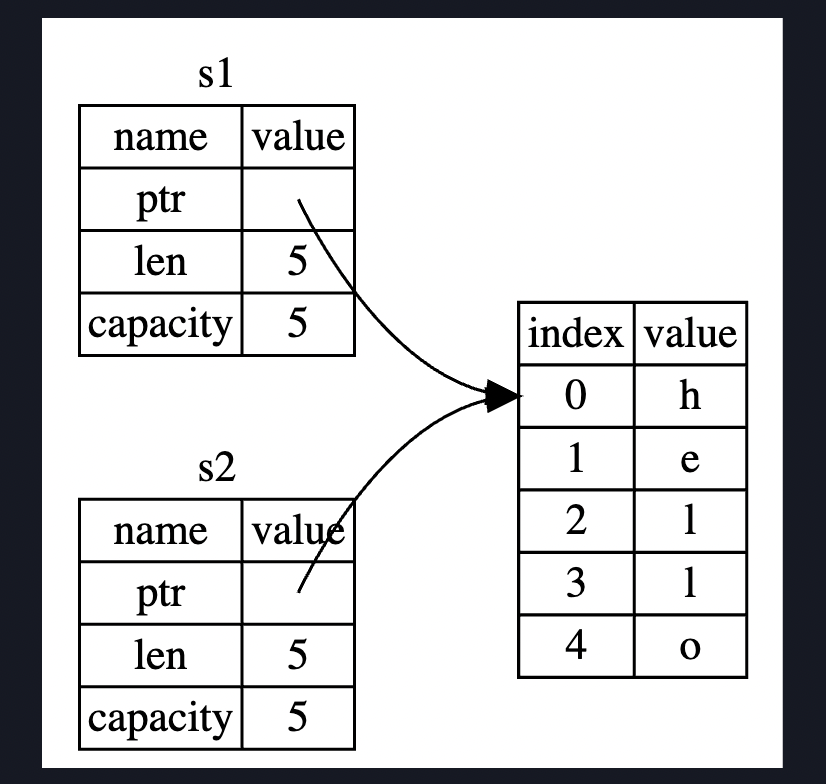 s1
name value
ptr
len 5
capacity 5
s2
name value
ptr
len 5
capacity 5
index value
0 h
1 e
2 l
3 l
4 o